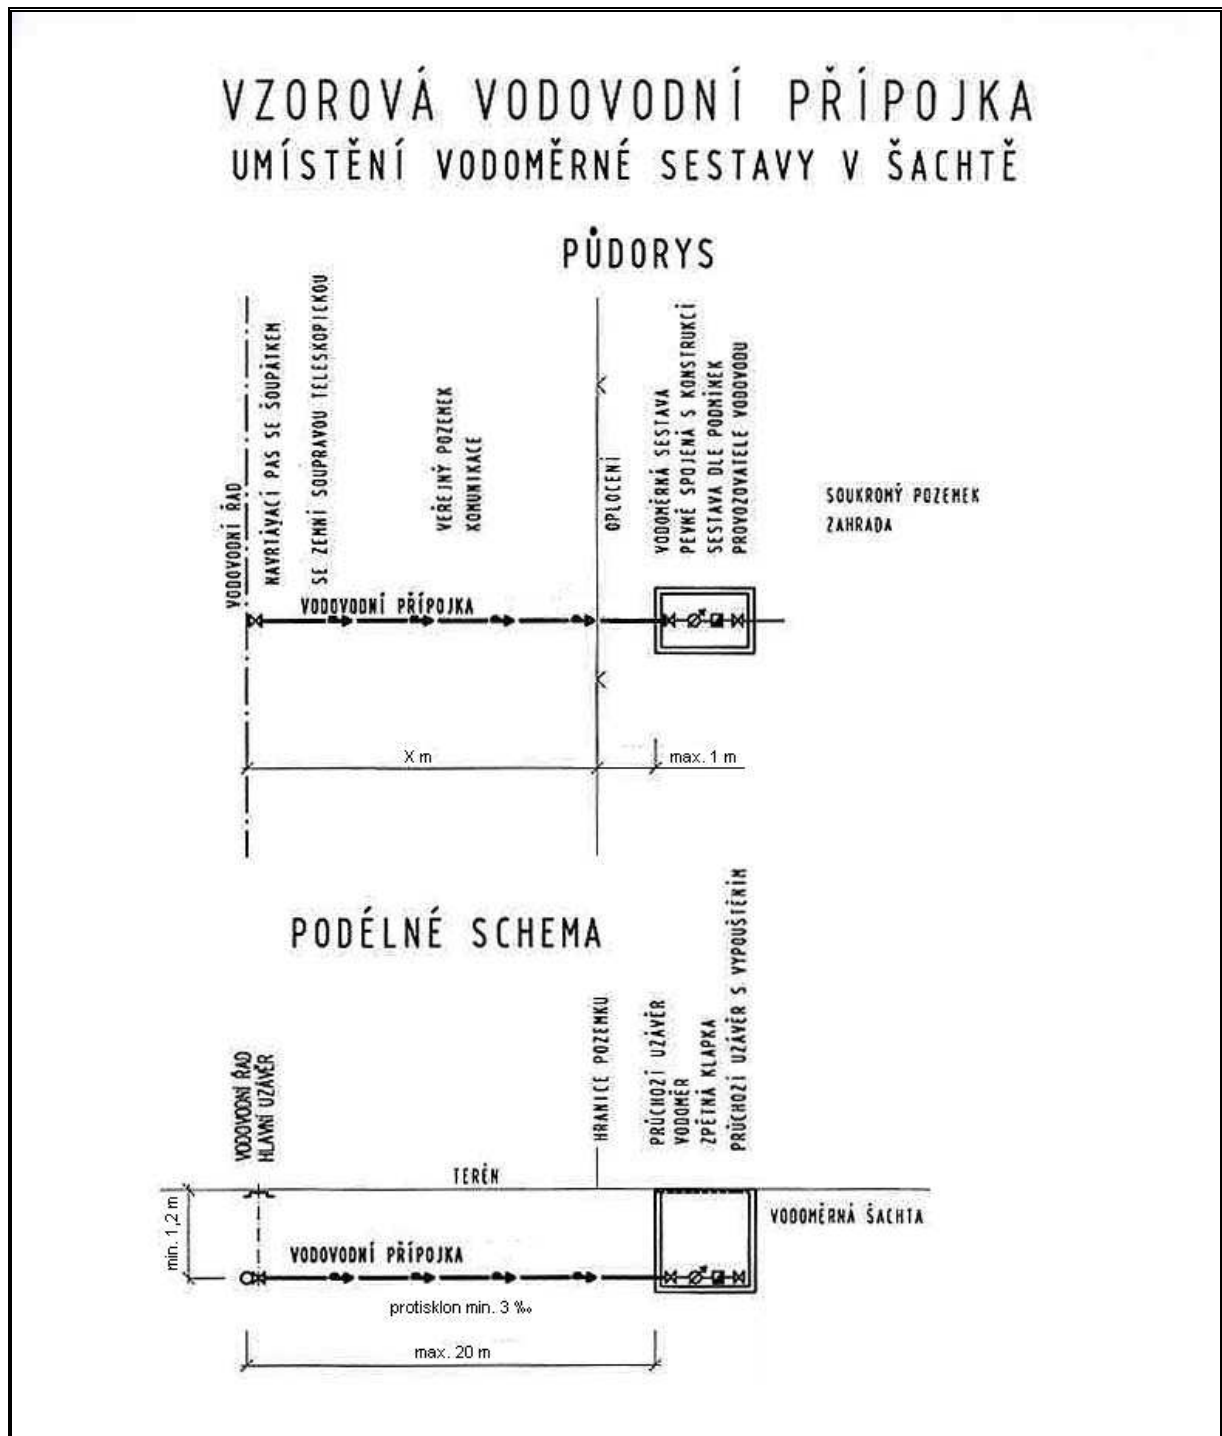 VZOROVÁ VODOVODNÍ PŘÍPOJKA
UMÍSTĚNÍ VODOMĚRNÉ SESTAVY V ŠACHTĚ
PŮDORYS
VODOVODNÍ ŘAD
NAVRTÁVACÍ PAS SE ŠOUPÁTKEM
SE ZEMNÍ SOUPRAVOU TELESKOPICKOU
VEŘEJNÝ POZEMEK
KOMUNIKACE
OPLOCENÍ
VODOMĚRNÁ SESTAVA
PEVNĚ SPOJENÁ S KONSTRUKCÍ
SESTAVA DLE PODMÍNEK
PROVOZOVATELE VODOVODU
SOUKROMÝ POZEMEK
ZAHRADA
VODOVODNÍ PŘÍPOJKA
X m
max. 1 m
PODÉLNÉ SCHEMA
VODOVODNÍ ŘAD
HLAVNÍ UZÁVĚR
HRANICE POZEMKU
PRŮCHOZÍ UZÁVĚR
VODOMĚR
ZPĚTNÁ KLAPKA
PRŮCHOZÍ UZÁVĚR S VYPOUŠTĚNÍM
TERÉN
VODOMĚRNÁ ŠACHTA
min. 1,2 m
VODOVODNÍ PŘÍPOJKA
protisklon min. 3 ‰
max. 20 m